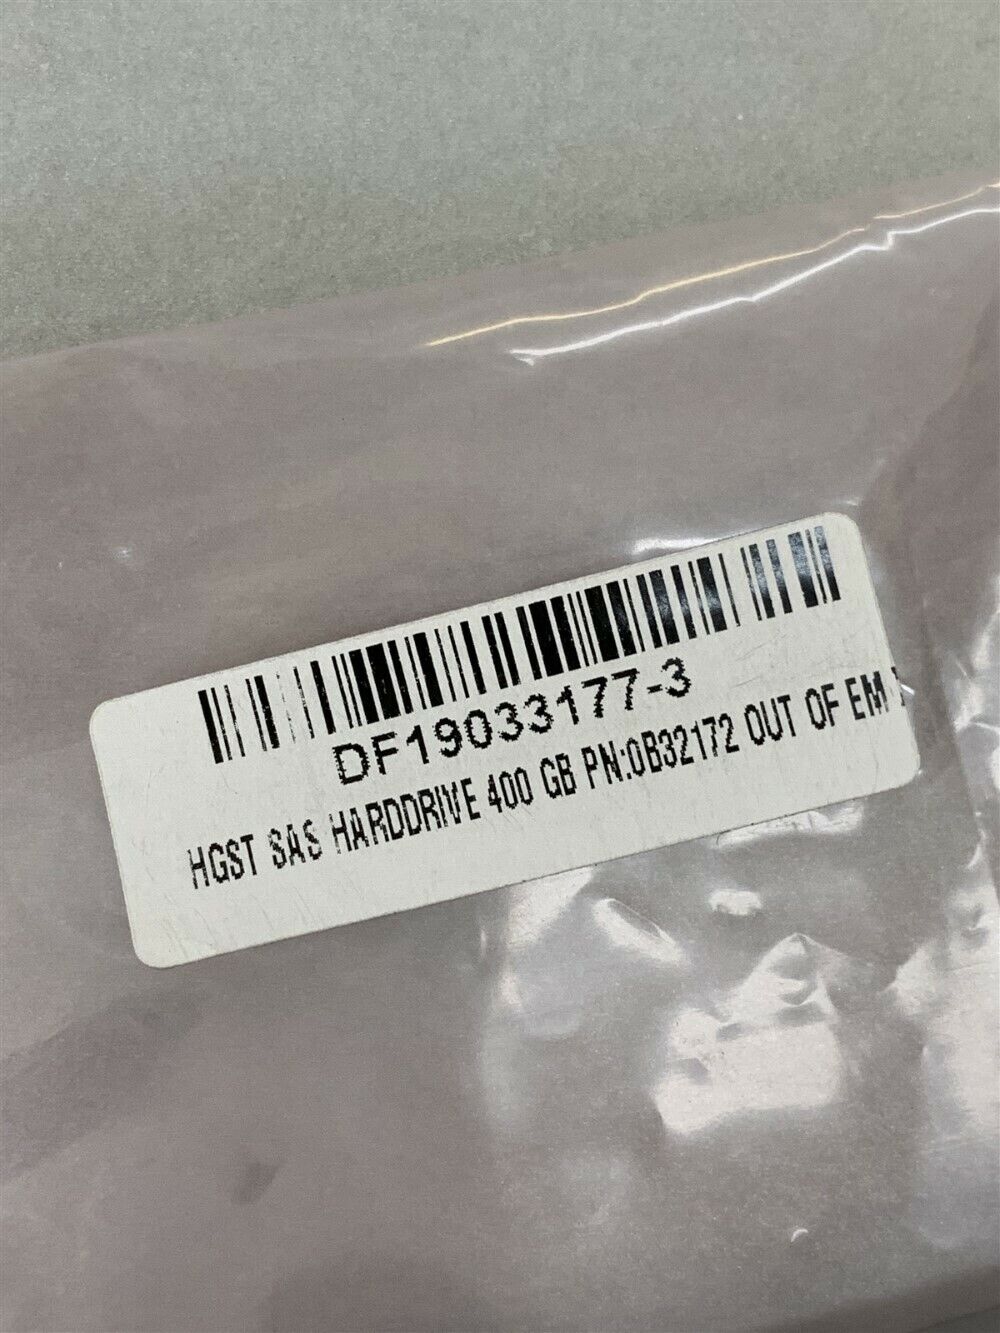 DF19033177-3
HGST SAS HARDDRIVE 400 GB PN:0B32172 OUT OF EM